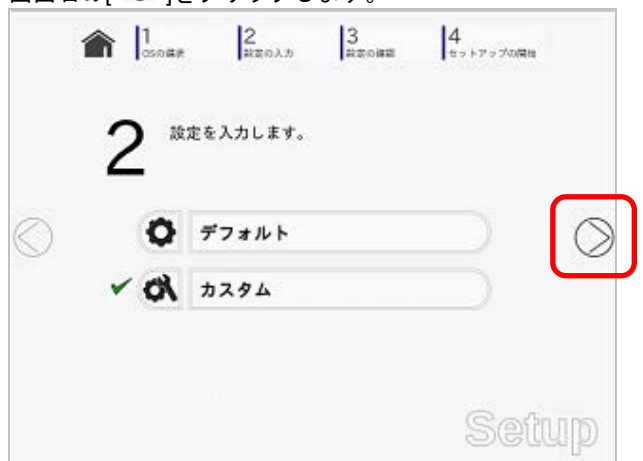 1 OSの選択
2 設定の入力
3 設定の確認
4 セットアップの開始
2 設定を入力します。
デフォルト
カスタム
Setup